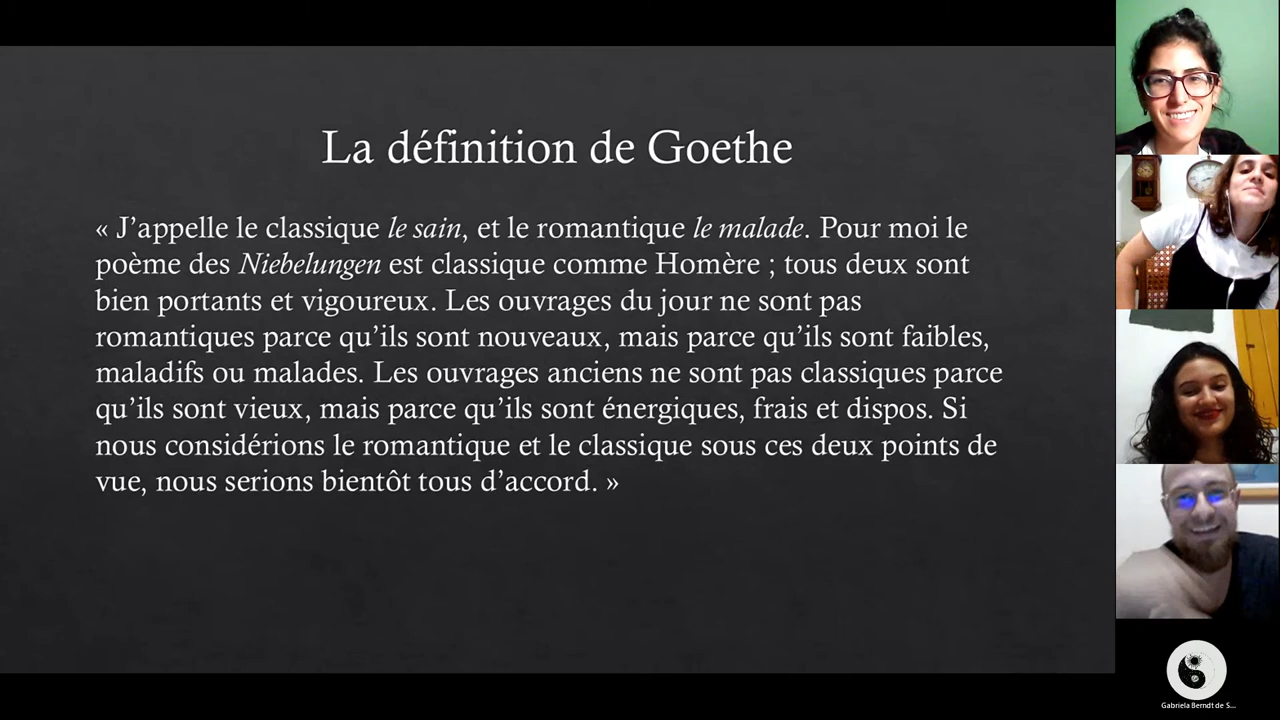 La définition de Goethe
« J’appelle le classique le sain, et le romantique le malade. Pour moi le
poème des Niebelungen est classique comme Homère ; tous deux sont
bien portants et vigoureux. Les ouvrages du jour ne sont pas
romantiques parce qu’ils sont nouveaux, mais parce qu’ils sont faibles,
maladifs ou malades. Les ouvrages anciens ne sont pas classiques parce
qu’ils sont vieux, mais parce qu’ils sont énergiques, frais et dispos. Si
nous considérions le romantique et le classique sous ces deux points de
vue, nous serions bientôt tous d’accord. »
Gabriela Berndt de S...